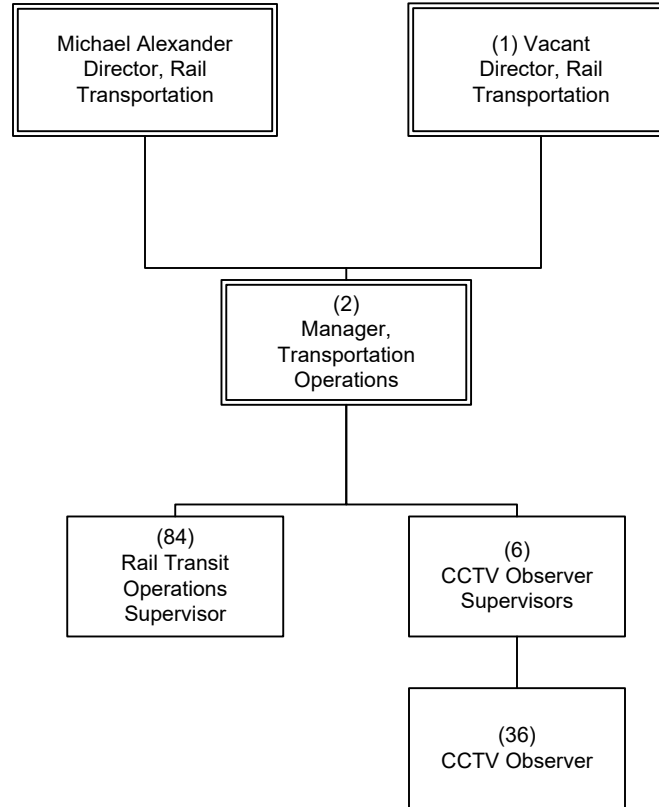 Michael Alexander
Director, Rail
Transportation
(1) Vacant
Director, Rail
Transportation
(2)
Manager,
Transportation
Operations
(84)
Rail Transit
Operations
Supervisor
(6)
CCTV Observer
Supervisors
(36)
CCTV Observer